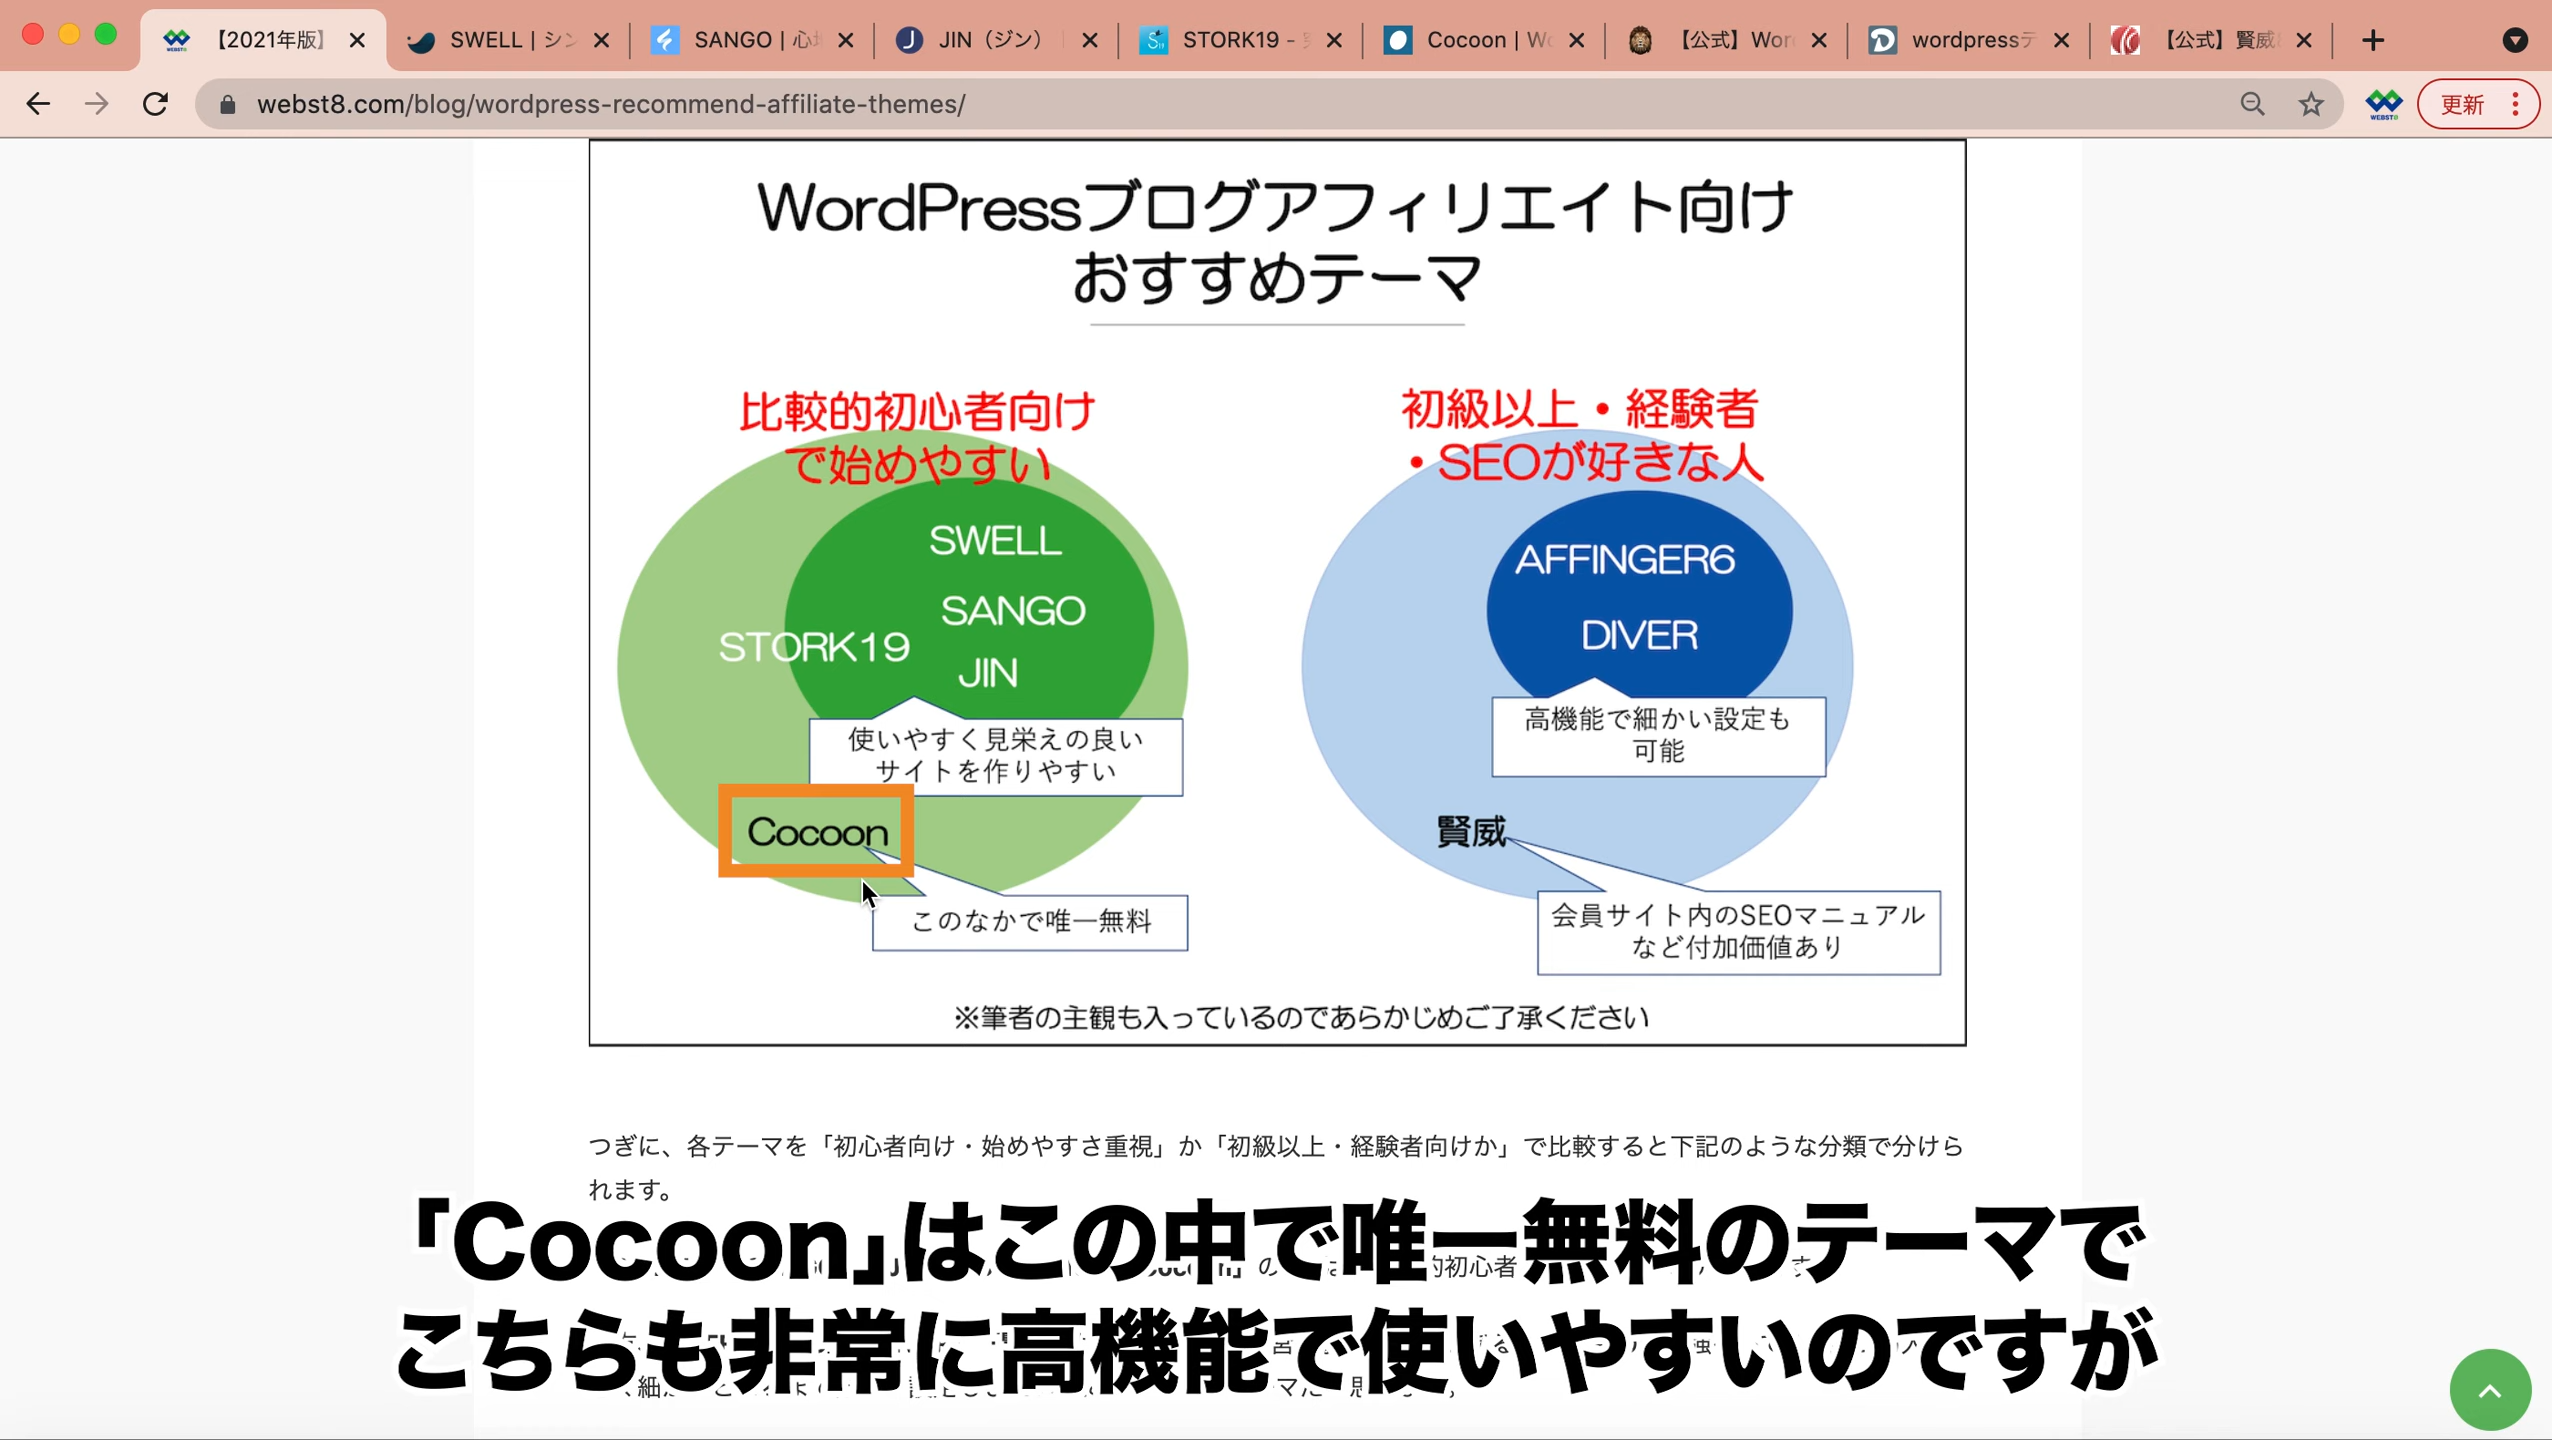 【2021年版】
SWELL | シン
SANGO | 心地
JIN（ジン）
STORK19 -
Cocoon | Wo
【公式】Wor
wordpressテ
【公式】賢威
webst8.com/blog/wordpress-recommend-affiliate-themes/
更新
WordPressブログアフィリエイト向け
おすすめテーマ
比較的初心者向け
で始めやすい
SWELL
SANGO
STORK19
JIN
使いやすく見栄えの良い
サイトを作りやすい
Cocoon
このなかで唯一無料
初級以上・経験者
・SEOが好きな人
AFFINGER6
DIVER
高機能で細かい設定も
可能
賢威
会員サイト内のSEOマニュアル
など付加価値あり
※筆者の主観も入っているのであらかじめご了承ください
つぎに、各テーマを「初心者向け・始めやすさ重視」か「初級以上・経験者向けか」で比較すると下記のような分類で分けら
れます。
「Cocoon」はこの中で唯一無料のテーマで
こちらも非常に高機能で使いやすいのですが